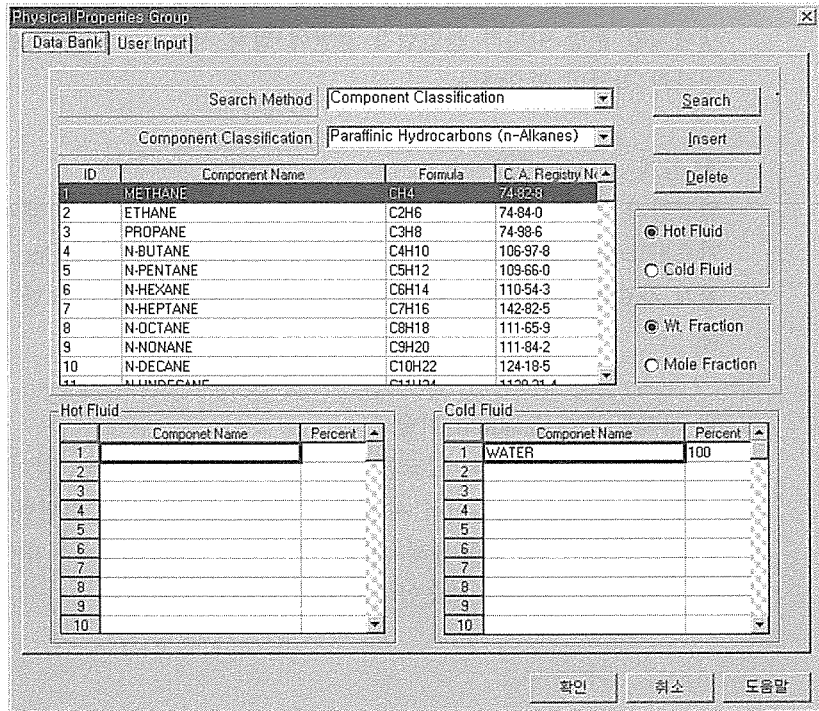 Physical Properties Group
Data Bank User Input
Search Method Component Classification Search
Component Classification Paraffinic Hydrocarbons (n-Alkanes) Insert
Delete
ID Component Name Formula C. A. Registry
1 METHANE CH4 74-82-8
2 ETHANE C2H6 74-84-0
3 PROPANE C3H8 74-98-6
4 N-BUTANE C4H10 106-97-8
5 N-PENTANE C5H12 109-66-0
6 N-HEXANE C6H14 110-54-3
7 N-HEPTANE C7H16 142-82-5
8 N-OCTANE C8H18 111-65-9
9 N-NONANE C9H20 111-84-2
10 N-DECANE C10H22 124-18-5
11 N-UNDECANE C11H24 1120-21-4
Hot Fluid
Cold Fluid
Wt. Fraction
Mole Fraction
Hot Fluid
Componet Name Percent
1
2
3
4
5
6
7
8
9
10
Cold Fluid
Componet Name Percent
1 WATER 100
2
3
4
5
6
7
8
9
10
확인 취소 도움말